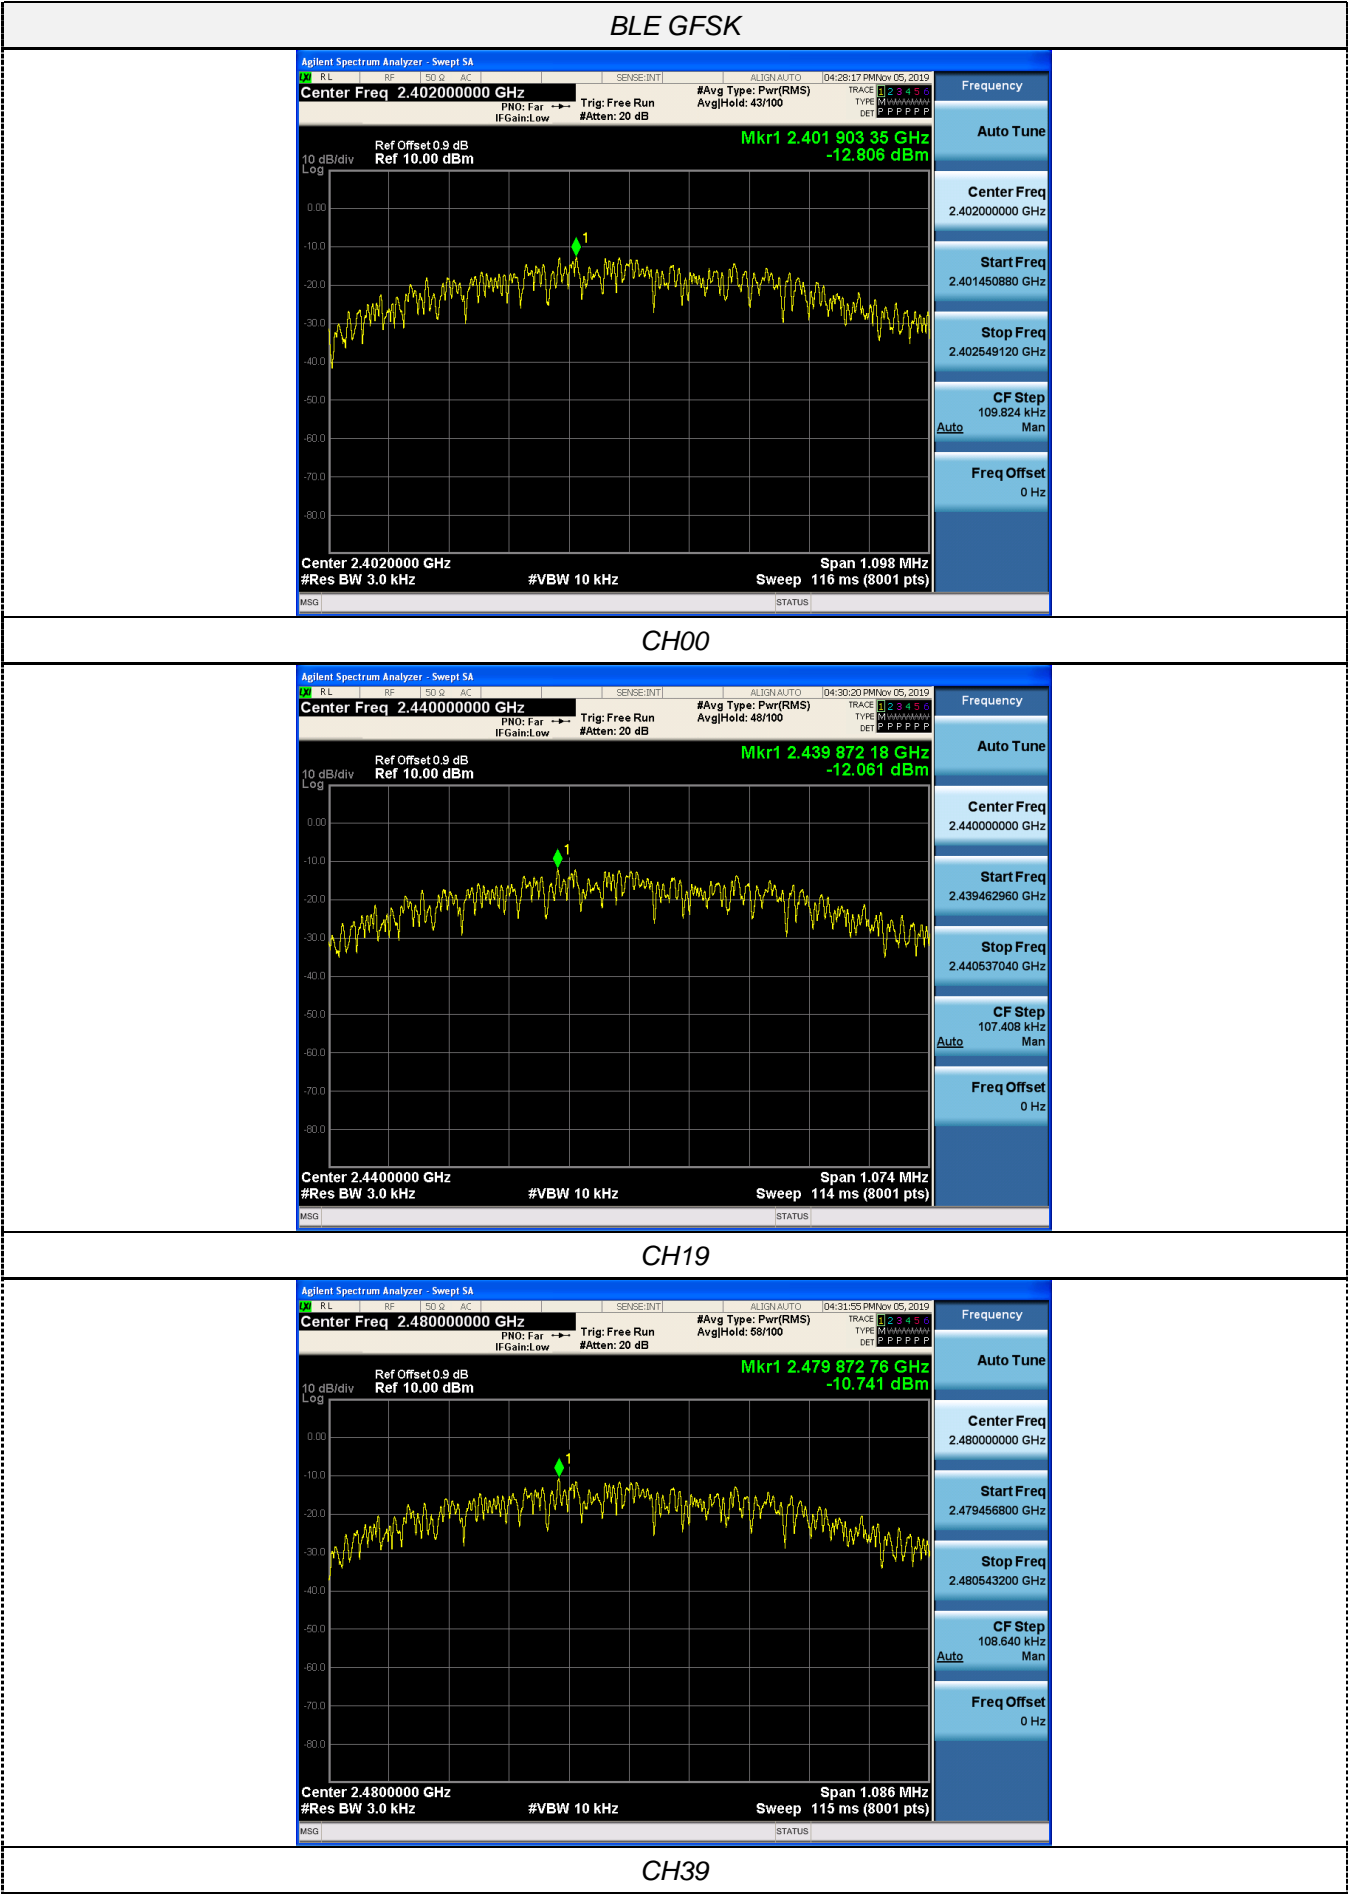 BLE GFSK
Agilent Spectrum Analyzer - Swept SA
LXI RL RF 50 Ω AC SENSE:INT ALIGN AUTO 04:28:17 PM Nov 05, 2019
Center Freq 2.402000000 GHz
PNO: Far
IFGain:Low
Trig: Free Run
#Atten: 20 dB
#Avg Type: Pwr(RMS)
Avg|Hold: 43/100
TRACE 1 2 3 4 5 6
TYPE M WWWWW
DET P P P P P P
Mkr1 2.401 903 35 GHz
-12.806 dBm
Ref Offset 0.9 dB
10 dB/div Ref 10.00 dBm
Log
0.00
-10.0
-20.0
-30.0
-40.0
-50.0
-60.0
-70.0
-80.0
1
Center 2.4020000 GHz Span 1.098 MHz
#Res BW 3.0 kHz #VBW 10 kHz Sweep 116 ms (8001 pts)
MSG STATUS
Frequency
Auto Tune
Center Freq
2.402000000 GHz
Start Freq
2.401450880 GHz
Stop Freq
2.402549120 GHz
CF Step
109.824 kHz
Auto Man
Freq Offset
0 Hz
CH00
Agilent Spectrum Analyzer - Swept SA
LXI RL RF 50 Ω AC SENSE:INT ALIGN AUTO 04:30:20 PM Nov 05, 2019
Center Freq 2.440000000 GHz
PNO: Far
IFGain:Low
Trig: Free Run
#Atten: 20 dB
#Avg Type: Pwr(RMS)
Avg|Hold: 48/100
TRACE 1 2 3 4 5 6
TYPE M WWWWW
DET P P P P P P
Mkr1 2.439 872 18 GHz
-12.061 dBm
Ref Offset 0.9 dB
10 dB/div Ref 10.00 dBm
Log
0.00
-10.0
-20.0
-30.0
-40.0
-50.0
-60.0
-70.0
-80.0
1
Center 2.4400000 GHz Span 1.074 MHz
#Res BW 3.0 kHz #VBW 10 kHz Sweep 114 ms (8001 pts)
MSG STATUS
Frequency
Auto Tune
Center Freq
2.440000000 GHz
Start Freq
2.439462960 GHz
Stop Freq
2.440537040 GHz
CF Step
107.408 kHz
Auto Man
Freq Offset
0 Hz
CH19
Agilent Spectrum Analyzer - Swept SA
LXI RL RF 50 Ω AC SENSE:INT ALIGN AUTO 04:31:55 PM Nov 05, 2019
Center Freq 2.480000000 GHz
PNO: Far
IFGain:Low
Trig: Free Run
#Atten: 20 dB
#Avg Type: Pwr(RMS)
Avg|Hold: 58/100
TRACE 1 2 3 4 5 6
TYPE M WWWWW
DET P P P P P P
Mkr1 2.479 872 76 GHz
-10.741 dBm
Ref Offset 0.9 dB
10 dB/div Ref 10.00 dBm
Log
0.00
-10.0
-20.0
-30.0
-40.0
-50.0
-60.0
-70.0
-80.0
1
Center 2.4800000 GHz Span 1.086 MHz
#Res BW 3.0 kHz #VBW 10 kHz Sweep 115 ms (8001 pts)
MSG STATUS
Frequency
Auto Tune
Center Freq
2.480000000 GHz
Start Freq
2.479456800 GHz
Stop Freq
2.480543200 GHz
CF Step
108.640 kHz
Auto Man
Freq Offset
0 Hz
CH39